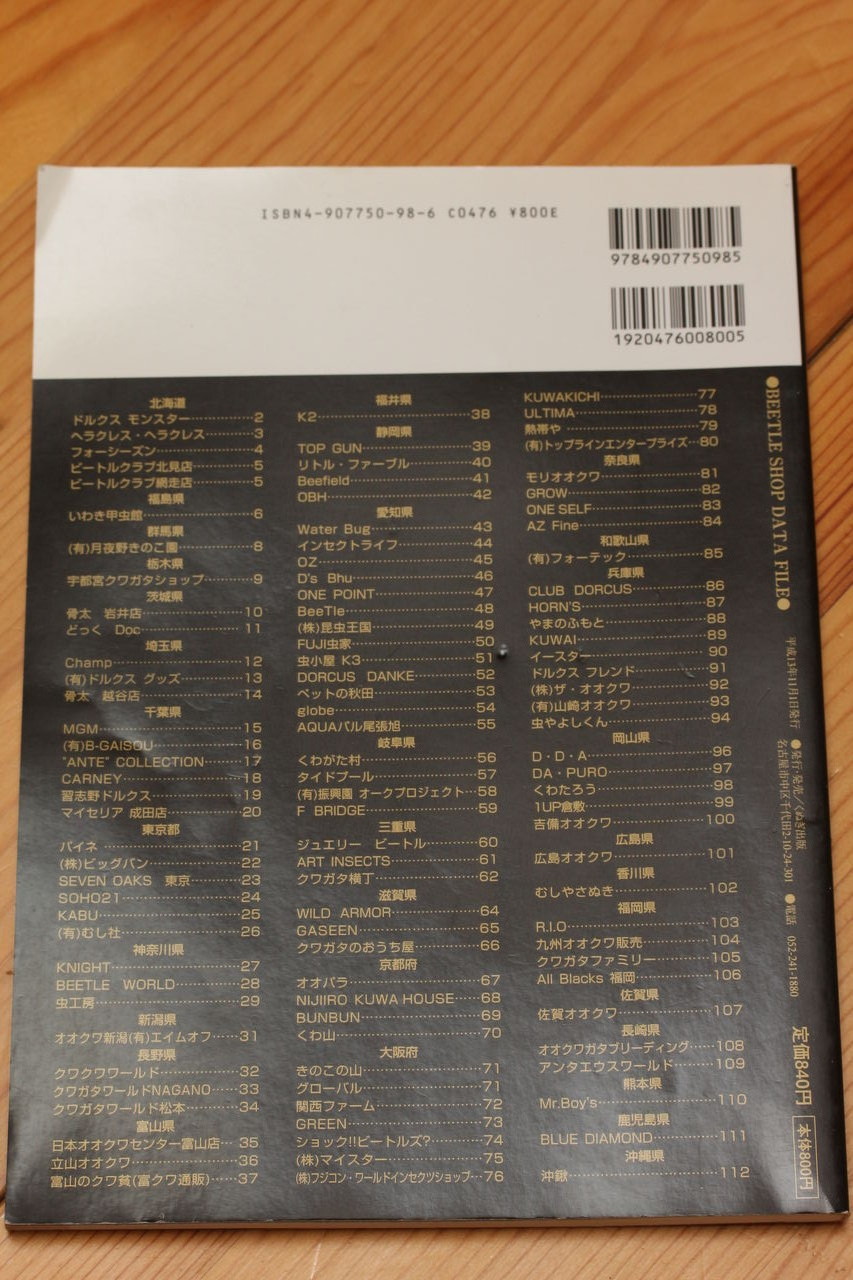 ISBN4-907750-98-6 C0476 ¥800E
9784907750985
1920476008005
北海道
ドルクス モンスター 2
ヘラクレス・ヘラクレス 3
フォーシーズン 4
ビートルクラブ北見店 5
ビートルクラブ網走店 5
福島県
いわき甲虫館 6
群馬県
(有)月夜野きのこ園 8
栃木県
宇都宮クワガタショップ 9
茨城県
骨太 岩井店 10
どっく Doc 11
埼玉県
Champ 12
(有)ドルクス グッズ 13
骨太 越谷店 14
千葉県
MGM 15
(有)B-GAISOU 16
"ANTE" COLLECTION 17
CARNEY 18
習志野ドルクス 19
マイセリア 成田店 20
東京都
パイネ 21
(株)ビッグバン 22
SEVEN OAKS 東京 23
SOHO21 24
KABU 25
(有)むし社 26
神奈川県
KNIGHT 27
BEETLE WORLD 28
虫工房 29
新潟県
オオクワ新潟(有)エイムオフ 31
長野県
クワクワワールド 32
クワガタワールドNAGANO 33
クワガタワールド松本 34
富山県
日本オオクワセンター富山店 35
立山オオクワ 36
富山のクワ貧(富クワ通販) 37
福井県
K2 38
静岡県
TOP GUN 39
リトル・ファーブル 40
Beefield 41
OBH 42
愛知県
Water Bug 43
インセクトライフ 44
OZ 45
D's Bhu 46
ONE POINT 47
BeeTle 48
(株)昆虫王国 49
FUJI虫家 50
虫小屋 K3 51
DORCUS DANKE 52
ペットの秋田 53
globe 54
AQUAパル尾張旭 55
岐阜県
くわがた村 56
タイドプール 57
(有)振興園 オークプロジェクト 58
F BRIDGE 59
三重県
ジュエリー ビートル 60
ART INSECTS 61
クワガタ横丁 62
滋賀県
WILD ARMOR 64
GASEEN 65
クワガタのおうち屋 66
京都府
オオパラ 67
NIJIIRO KUWA HOUSE 68
BUNBUN 69
くわ山 70
大阪府
きのこの山 71
グローバル 71
関西ファーム 72
GREEN 73
ショック!!ビートルズ? 74
(株)マイスター 75
(株)フジコン・ワールドインセクツショップ 76
KUWAKICHI 77
ULTIMA 78
熱帯や 79
(有)トップラインエンタープライズ 80
奈良県
モリオオクワ 81
GROW 82
ONE SELF 83
AZ Fine 84
和歌山県
(有)フォーテック 85
兵庫県
CLUB DORCUS 86
HORN'S 87
やまのふもと 88
KUWAI 89
イースター 90
ドルクス フレンド 91
(株)ザ・オオクワ 92
(有)山崎オオクワ 93
虫やよしくん 94
岡山県
D・D・A 96
DA・PURO 97
くわたろう 98
1UP倉敷 99
吉備オオクワ 100
広島県
広島オオクワ 101
香川県
むしやさぬき 102
福岡県
R.I.O 103
九州オオクワ販売 104
クワガタファミリー 105
All Blacks 福岡 106
佐賀県
佐賀オオクワ 107
長崎県
オオクワガタブリーディング 108
アンタエウスワールド 109
熊本県
Mr.Boy's 110
鹿児島県
BLUE DIAMOND 111
沖縄県
沖鍬 112
●BEETLE SHOP DATA FILE●
平成13年11月1日発行
●発行・発売/くぬぎ出版
名古屋市中区千代田2-10-24-301
●電話 052-241-1880
定価840円
本体800円